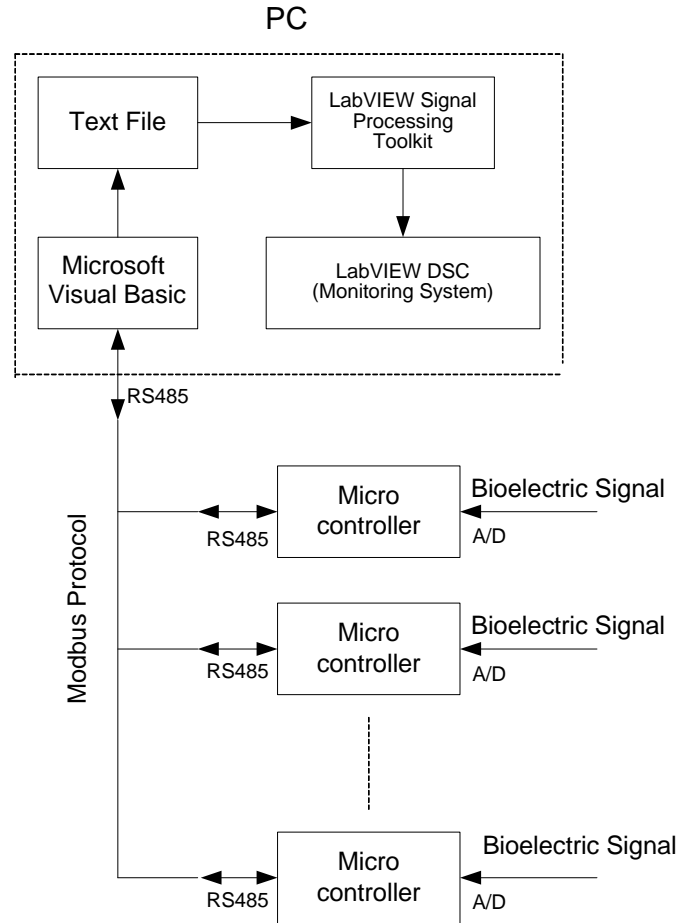 PC
Text File
LabVIEW Signal
Processing
Toolkit
Microsoft
Visual Basic
LabVIEW DSC
(Monitoring System)
RS485
Modbus Protocol
Micro
controller
RS485
Bioelectric Signal
A/D
Micro
controller
RS485
Bioelectric Signal
A/D
Micro
controller
RS485
Bioelectric Signal
A/D